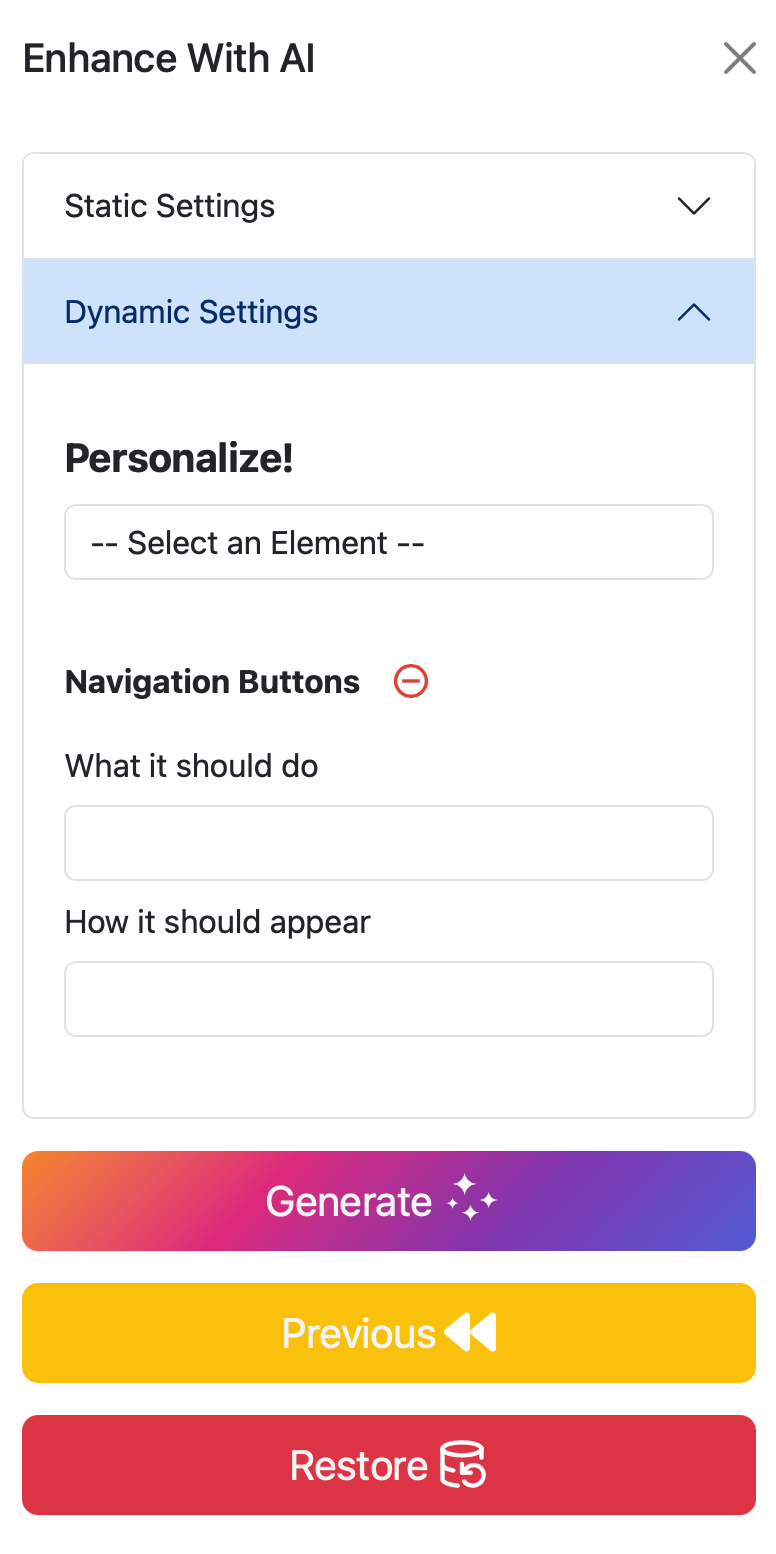 Enhance With AI
Static Settings
Dynamic Settings
Personalize!
-- Select an Element --
Navigation Buttons
What it should do
How it should appear
Generate
Previous
Restore